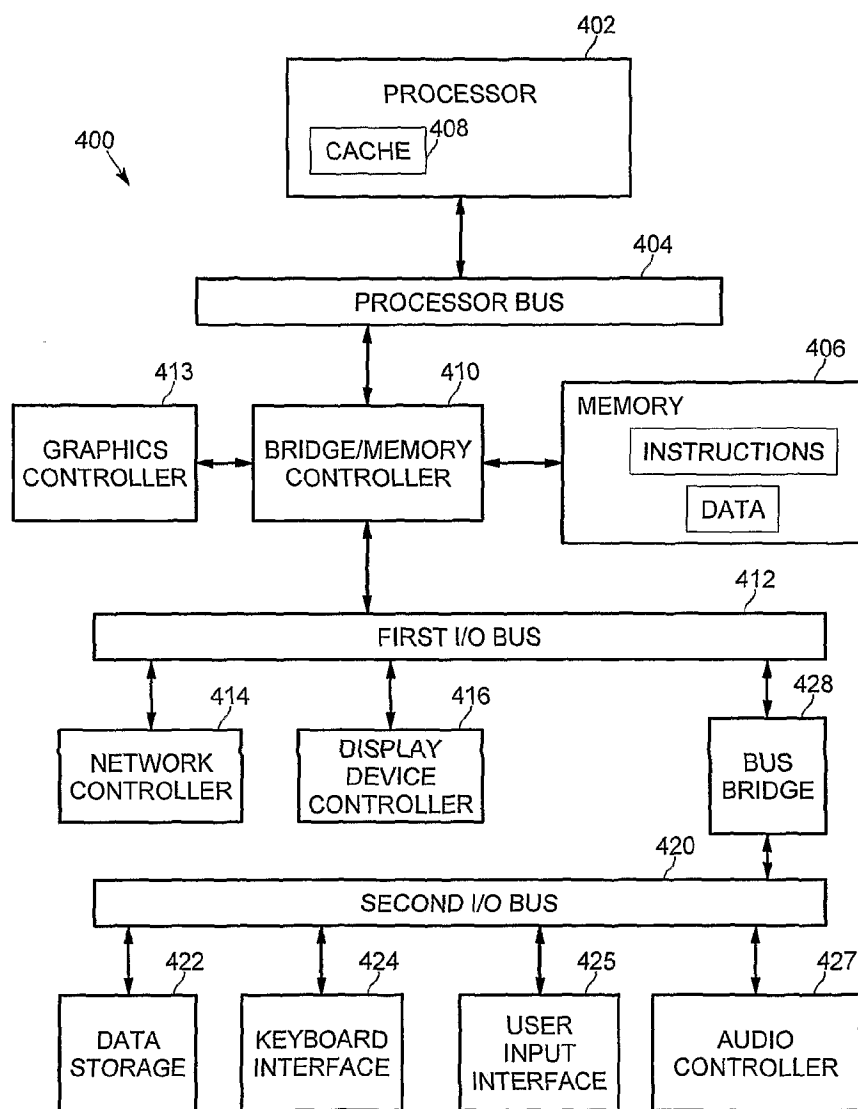 402
PROCESSOR
408
CACHE
400
404
PROCESSOR BUS
413
410
406
GRAPHICS
CONTROLLER
BRIDGE/MEMORY
CONTROLLER
MEMORY
INSTRUCTIONS
DATA
412
FIRST I/O BUS
414
416
428
NETWORK
CONTROLLER
DISPLAY
DEVICE
CONTROLLER
BUS
BRIDGE
420
SECOND I/O BUS
422
424
425
427
DATA
STORAGE
KEYBOARD
INTERFACE
USER
INPUT
INTERFACE
AUDIO
CONTROLLER